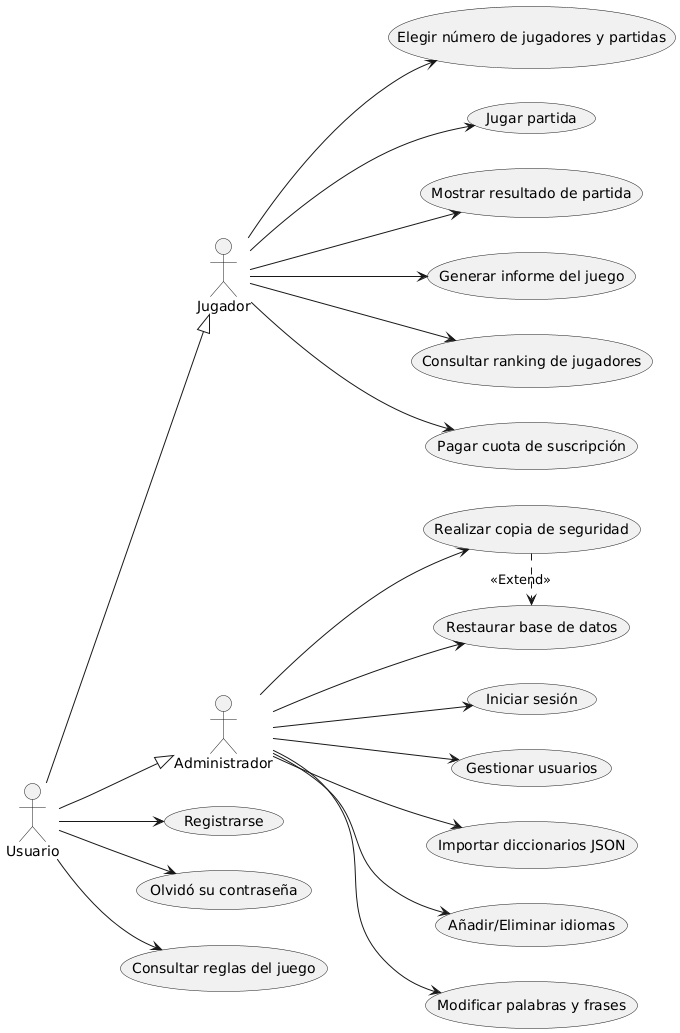 Elegir número de jugadores y partidas
Jugar partida
Mostrar resultado de partida
Jugador
Generar informe del juego
Consultar ranking de jugadores
Pagar cuota de suscripción
Realizar copia de seguridad
«Extend»
Restaurar base de datos
Iniciar sesión
Administrador
Gestionar usuarios
Usuario
Registrarse
Importar diccionarios JSON
Olvidó su contraseña
Añadir/Eliminar idiomas
Consultar reglas del juego
Modificar palabras y frases